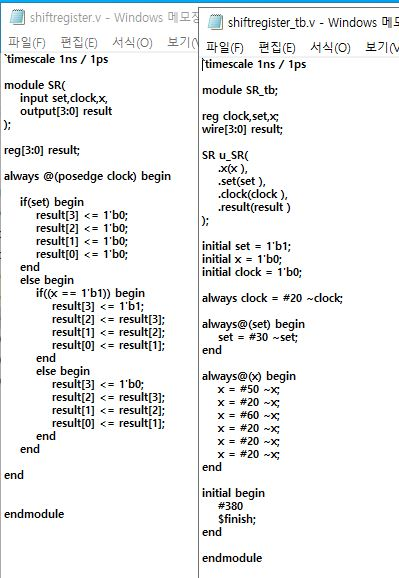 shiftregister.v - Windows 메모장
파일(F) 편집(E) 서식(O) 보기(V
`timescale 1ns / 1ps
module SR(
input set,clock,x,
output[3:0] result
);
reg[3:0] result;
always @(posedge clock) begin
if(set) begin
result[3] <= 1'b0;
result[2] <= 1'b0;
result[1] <= 1'b0;
result[0] <= 1'b0;
end
else begin
if((x == 1'b1)) begin
result[3] <= 1'b1;
result[2] <= result[3];
result[1] <= result[2];
result[0] <= result[1];
end
else begin
result[3] <= 1'b0;
result[2] <= result[3];
result[1] <= result[2];
result[0] <= result[1];
end
end
end
endmodule
shiftregister_tb.v - Windows 메모장
파일(F) 편집(E) 서식(O) 보기(V)
`timescale 1ns / 1ps
module SR_tb;
reg clock,set,x;
wire[3:0] result;
SR u_SR(
.x(x ),
.set(set ),
.clock(clock ),
.result(result )
);
initial set = 1'b1;
initial x = 1'b0;
initial clock = 1'b0;
always clock = #20 ~clock;
always@(set) begin
set = #30 ~set;
end
always@(x) begin
x = #50 ~x;
x = #20 ~x;
x = #60 ~x;
x = #20 ~x;
x = #20 ~x;
x = #20 ~x;
end
initial begin
#380
$finish;
end
endmodule